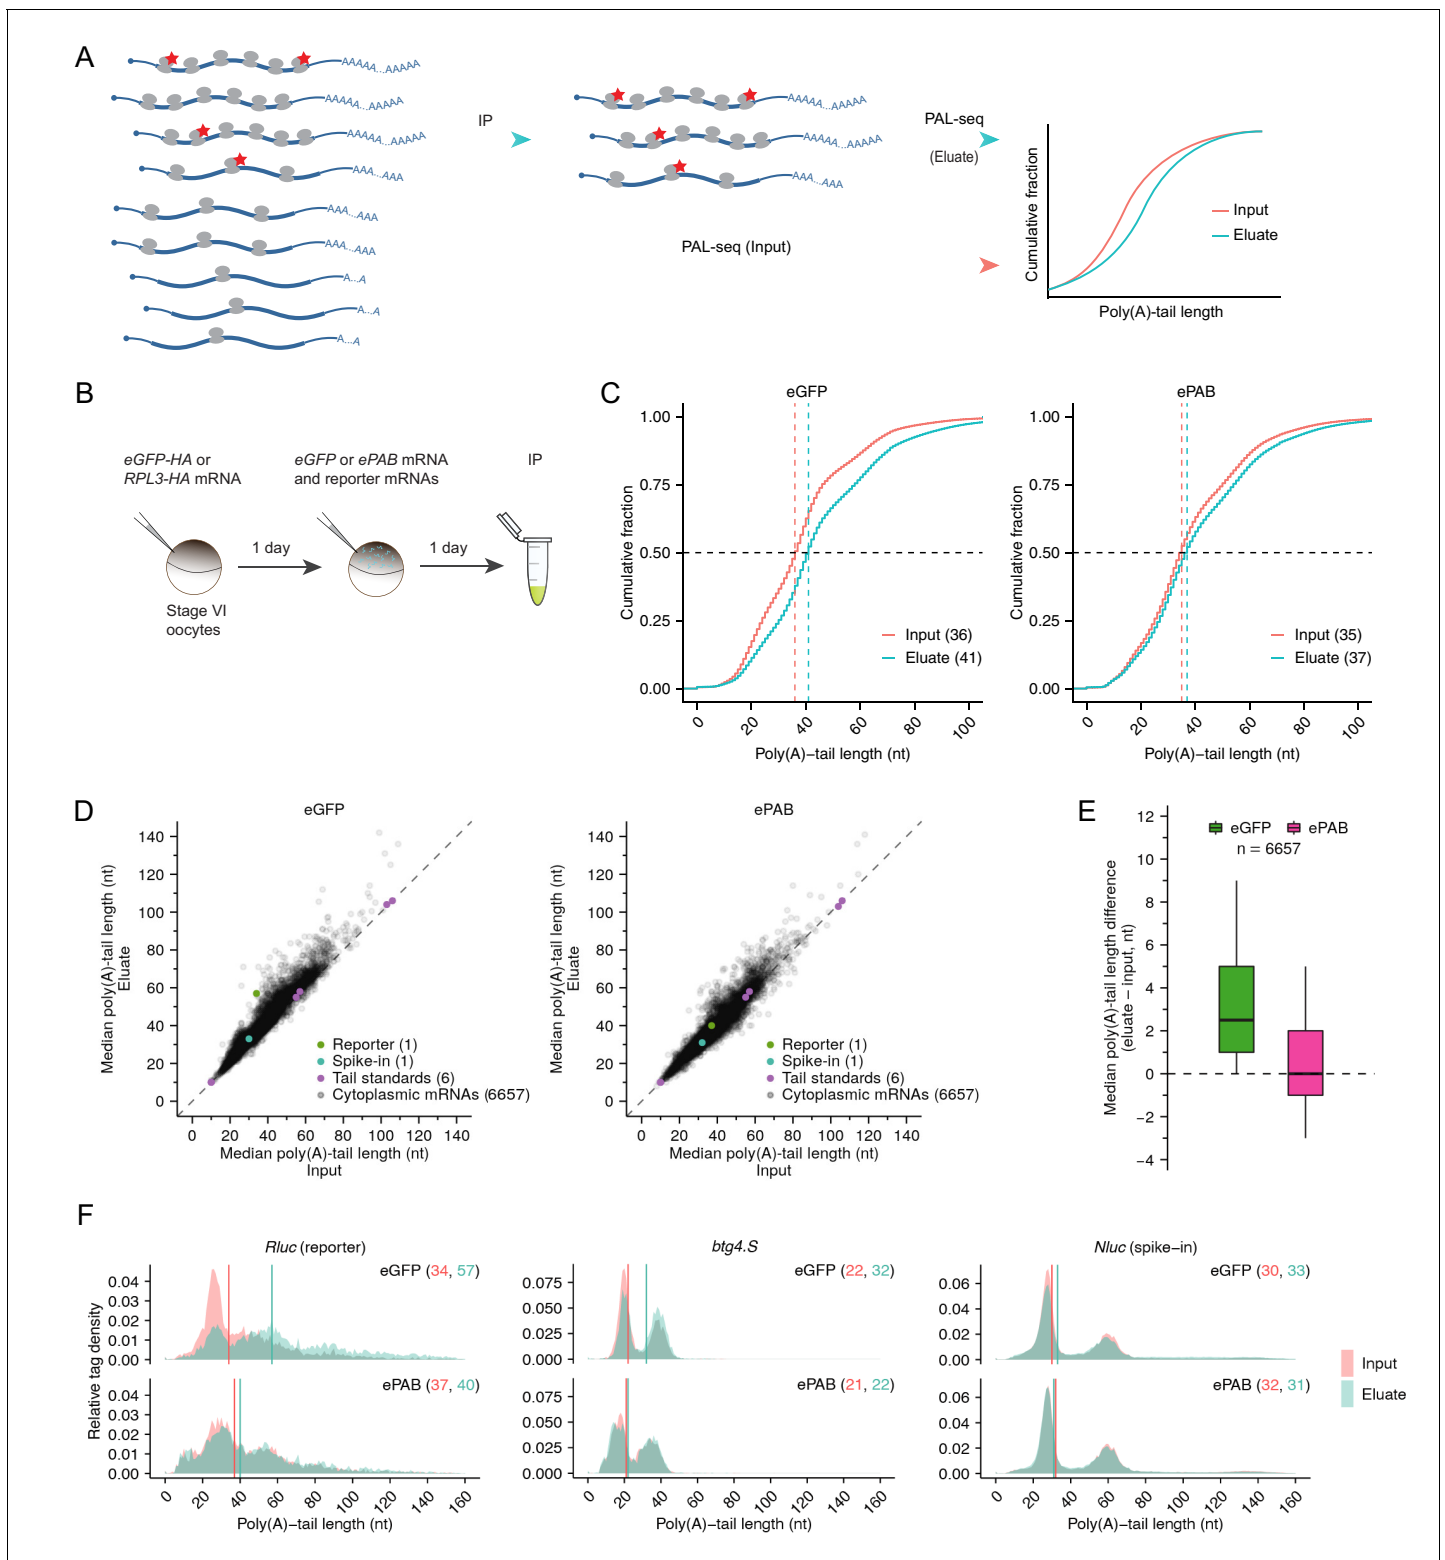 A
AAAAA...AAAAA
AAAAA...AAAAA
AAAAA...AAAAA
AAA...AAA
AAA...AAA
AAA...AAA
A...A
A...A
A...A
IP
AAAAA...AAAAA
AAAAA...AAAAA
AAA...AAA
PAL-seq (Input)
PAL-seq
(Eluate)
Cumulative fraction
Input
Eluate
Poly(A)-tail length
B
eGFP-HA or
RPL3-HA mRNA
eGFP or ePAB mRNA
and reporter mRNAs
IP
1 day
1 day
Stage VI
oocytes
C
eGFP
Cumulative fraction
1.00
0.75
0.50
0.25
0.00
Input (36)
Eluate (41)
0 20 40 60 80 100
Poly(A)−tail length (nt)
ePAB
Cumulative fraction
1.00
0.75
0.50
0.25
0.00
Input (35)
Eluate (37)
0 20 40 60 80 100
Poly(A)−tail length (nt)
D
eGFP
Median poly(A)-tail length (nt)
Eluate
140
120
100
80
60
40
20
0
Reporter (1)
Spike-in (1)
Tail standards (6)
Cytoplasmic mRNAs (6657)
0 20 40 60 80 100 120 140
Median poly(A)-tail length (nt)
Input
ePAB
Median poly(A)-tail length (nt)
Eluate
140
120
100
80
60
40
20
0
Reporter (1)
Spike-in (1)
Tail standards (6)
Cytoplasmic mRNAs (6657)
0 20 40 60 80 100 120 140
Median poly(A)-tail length (nt)
Input
E
Median poly(A)-tail length difference
(eluate − input, nt)
12
10
8
6
4
2
0
−2
−4
eGFP ePAB
n = 6657
F
Relative tag density
Rluc (reporter)
eGFP (34, 57)
0.04
0.03
0.02
0.01
0.00
ePAB (37, 40)
0.04
0.03
0.02
0.01
0.00
0 20 40 60 80 100 120 140 160
Poly(A)−tail length (nt)
btg4.S
eGFP (22, 32)
0.075
0.050
0.025
0.000
ePAB (21, 22)
0.075
0.050
0.025
0.000
0 20 40 60 80 100 120 140 160
Poly(A)−tail length (nt)
Nluc (spike−in)
eGFP (30, 33)
0.06
0.04
0.02
0.00
ePAB (32, 31)
0.06
0.04
0.02
0.00
0 20 40 60 80 100 120 140 160
Poly(A)−tail length (nt)
Input
Eluate